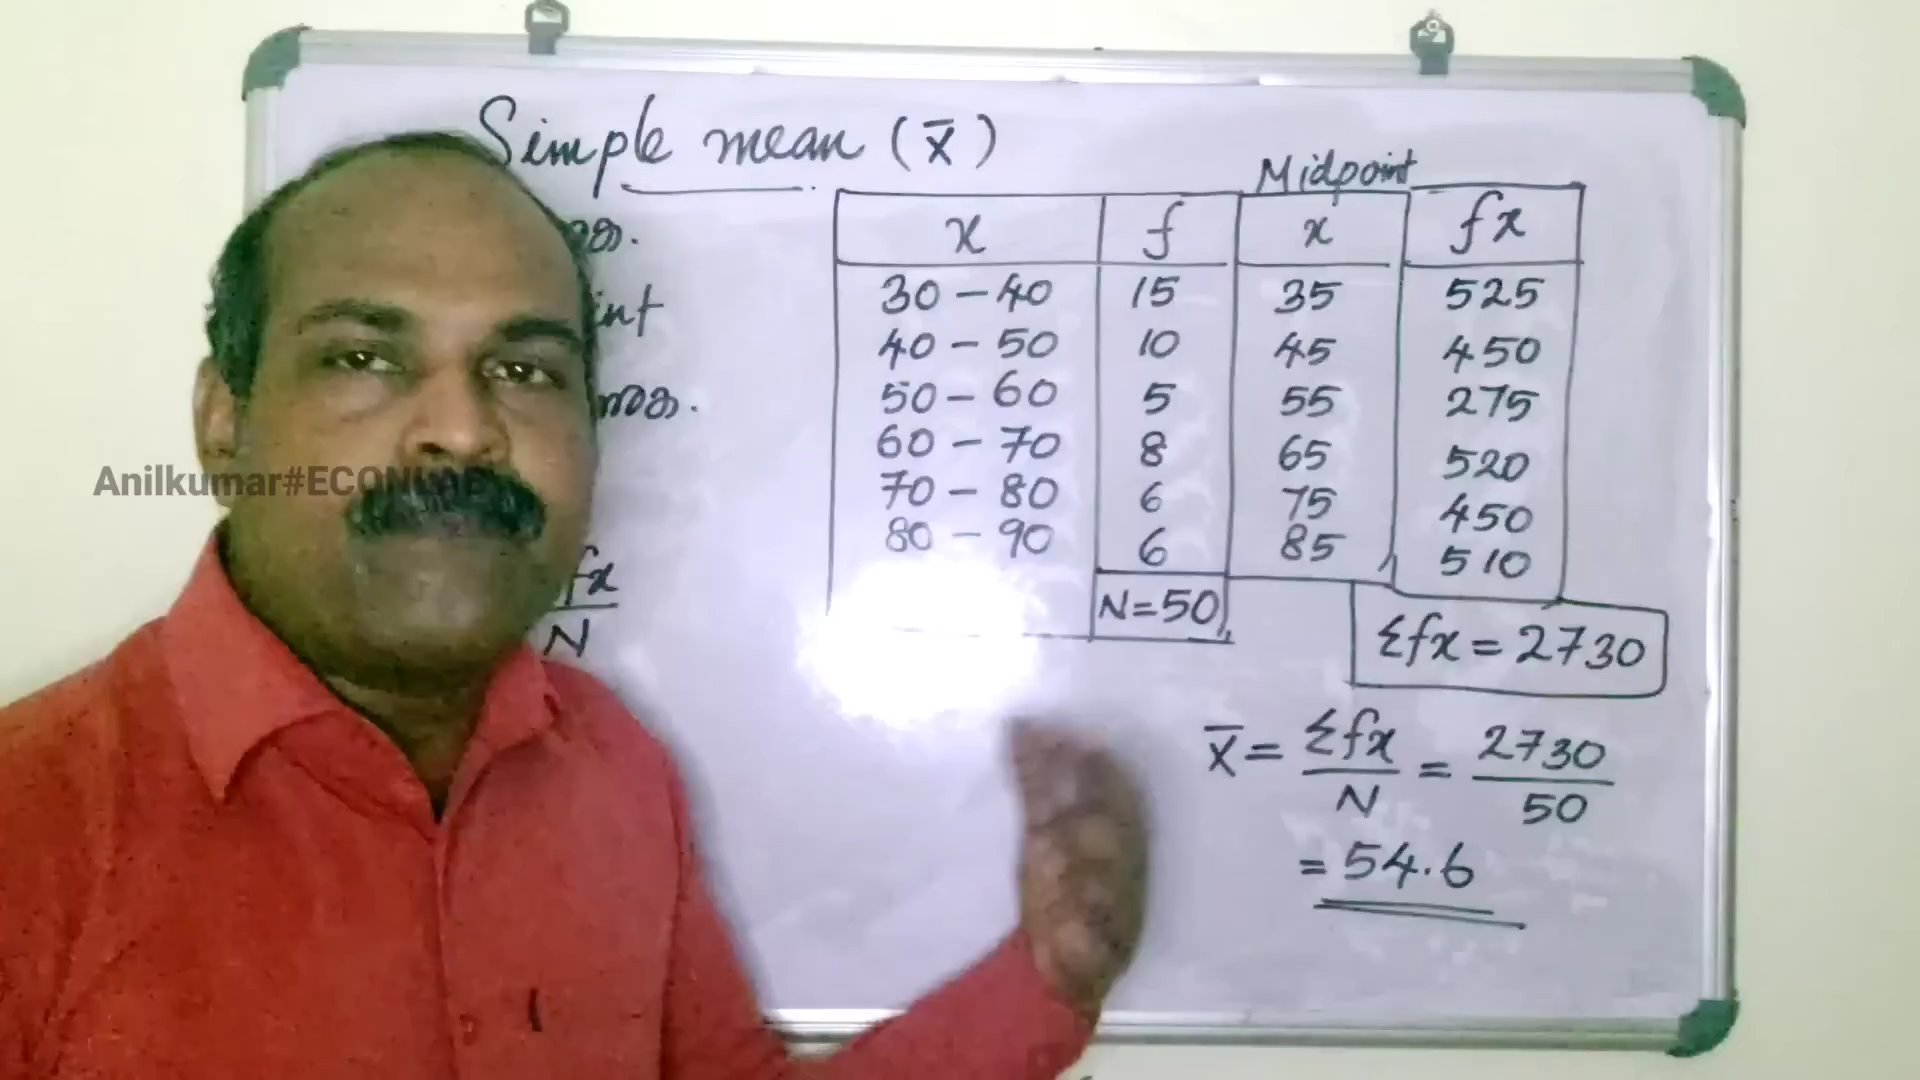 Simple mean (x̄)
Midpoint
x f x fx
30 - 40 15 35 525
40 - 50 10 45 450
50 - 60 5 55 275
60 - 70 8 65 520
70 - 80 6 75 450
80 - 90 6 85 510
N=50
Σfx = 2730
fx
N
x̄ = Σfx / N = 2730 / 50
= 54.6
Anilkumar#ECON